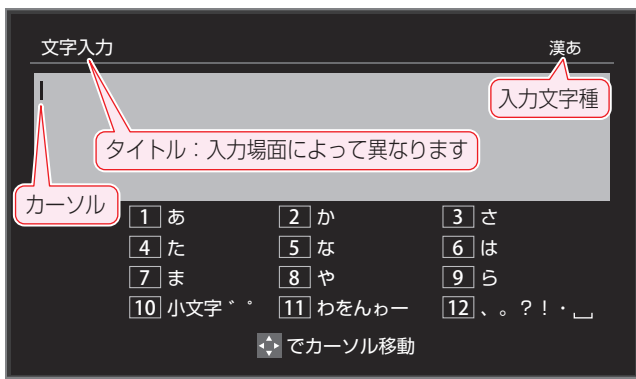 文字入力 漢あ
入力文字種
タイトル：入力場面によって異なります
カーソル
1 あ 2 か 3 さ
4 た 5 な 6 は
7 ま 8 や 9 ら
10 小文字゛゜ 11 わをんゎー 12 、。？！・␣
でカーソル移動